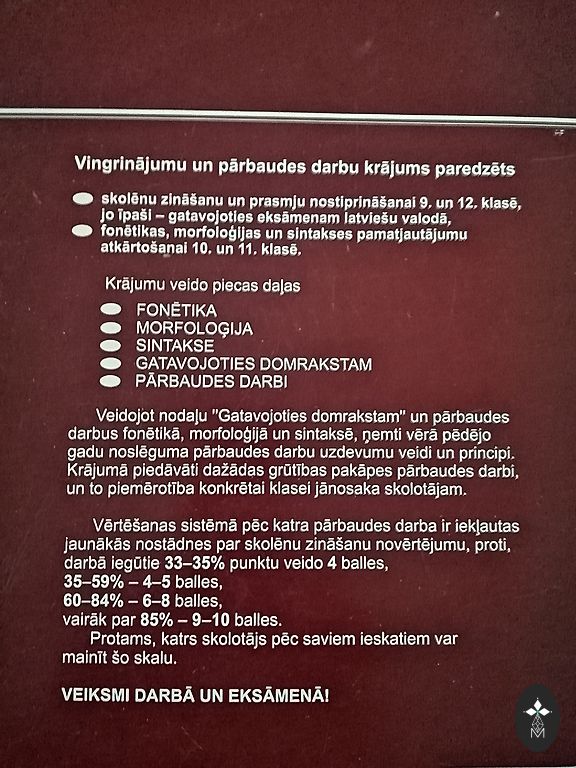 Vingrinājumu un pārbaudes darbu krājums paredzēts
skolēnu zināšanu un prasmju nostiprināšanai 9. un 12. klasē,
jo īpaši – gatavojoties eksāmenam latviešu valodā,
fonētikas, morfoloģijas un sintakses pamatjautājumu
atkārtošanai 10. un 11. klasē.
Krājumu veido piecas daļas
FONĒTIKA
MORFOLOĢIJA
SINTAKSE
GATAVOJOTIES DOMRAKSTAM
PĀRBAUDES DARBI
Veidojot nodaļu "Gatavojoties domrakstam" un pārbaudes
darbus fonētikā, morfoloģijā un sintaksē, ņemti vērā pēdējo
gadu noslēguma pārbaudes darbu uzdevumu veidi un principi.
Krājumā piedāvāti dažādas grūtības pakāpes pārbaudes darbi,
un to piemērotība konkrētai klasei jānosaka skolotājam.
Vērtēšanas sistēmā pēc katra pārbaudes darba ir iekļautas
jaunākās nostādnes par skolēnu zināšanu novērtējumu, proti,
darbā iegūtie 33–35% punktu veido 4 balles,
35–59% – 4–5 balles,
60–84% – 6–8 balles,
vairāk par 85% – 9–10 balles.
Protams, katrs skolotājs pēc saviem ieskatiem var
mainīt šo skalu.
VEIKSMI DARBĀ UN EKSĀMENĀ!
M